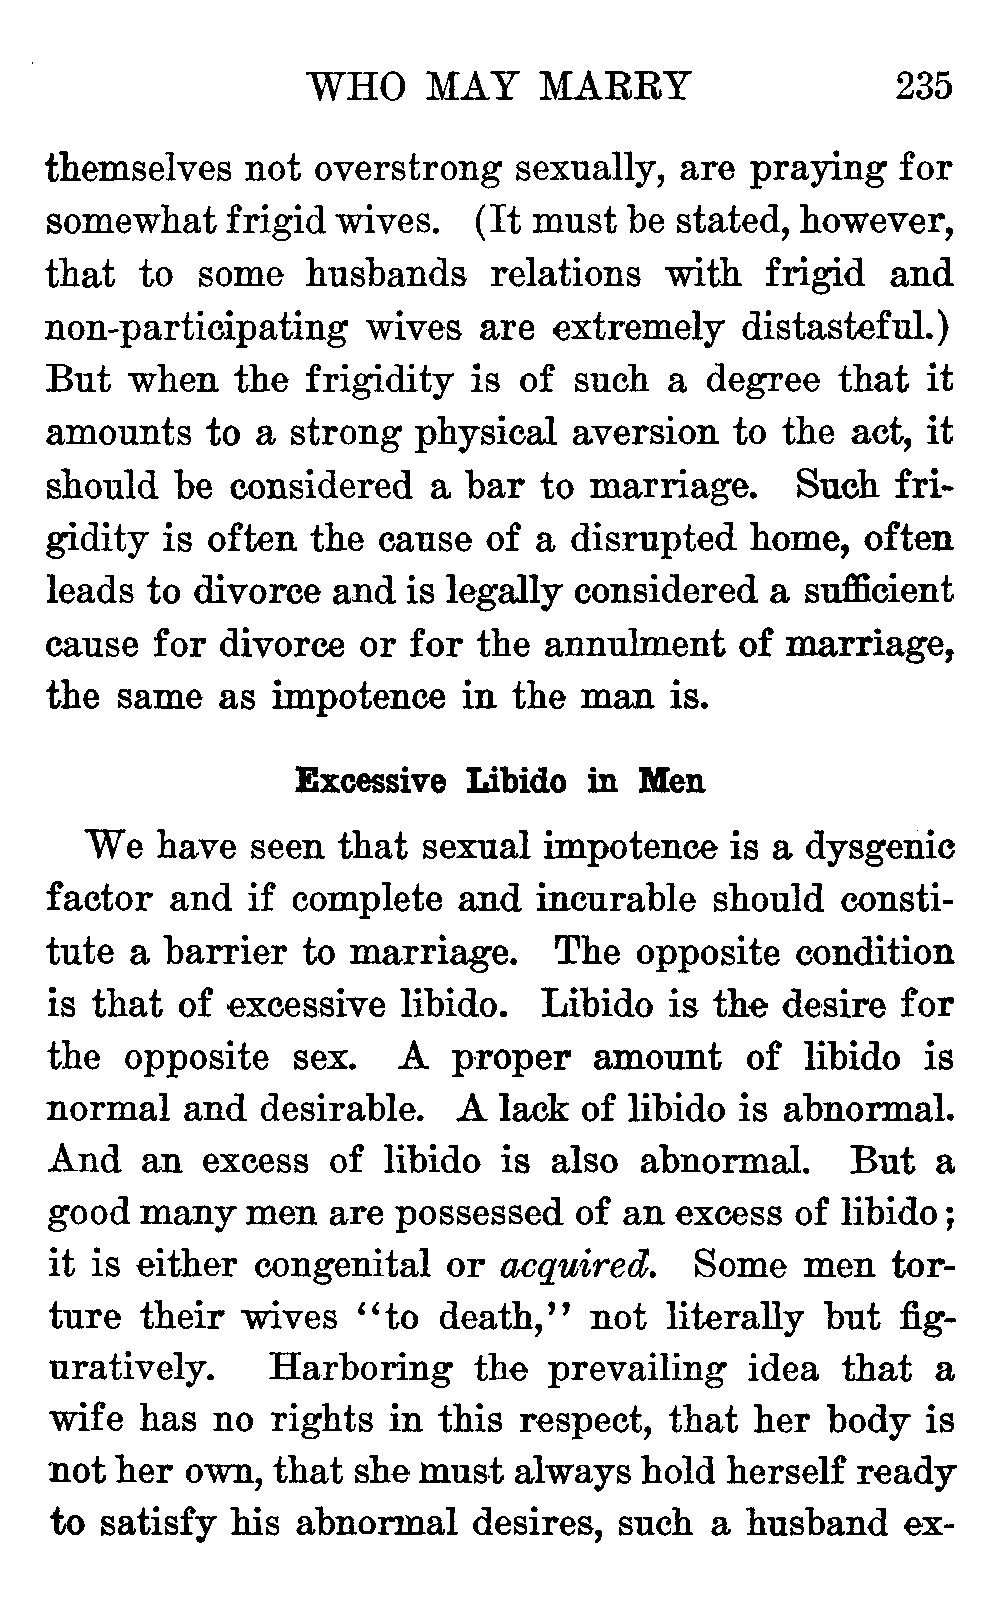 WHO MAY MARRY 235
themselves not overstrong sexually, are praying for
somewhat frigid wives. (It must be stated, however,
that to some husbands relations with frigid and
non-participating wives are extremely distasteful.)
But when the frigidity is of such a degree that it
amounts to a strong physical aversion to the act, it
should be considered a bar to marriage. Such fri-
gidity is often the cause of a disrupted home, often
leads to divorce and is legally considered a sufficient
cause for divorce or for the annulment of marriage,
the same as impotence in the man is.
Excessive Libido in Men
We have seen that sexual impotence is a dysgenic
factor and if complete and incurable should consti-
tute a barrier to marriage. The opposite condition
is that of excessive libido. Libido is the desire for
the opposite sex. A proper amount of libido is
normal and desirable. A lack of libido is abnormal.
And an excess of libido is also abnormal. But a
good many men are possessed of an excess of libido;
it is either congenital or acquired. Some men tor-
ture their wives "to death," not literally but fig-
uratively. Harboring the prevailing idea that a
wife has no rights in this respect, that her body is
not her own, that she must always hold herself ready
to satisfy his abnormal desires, such a husband ex-